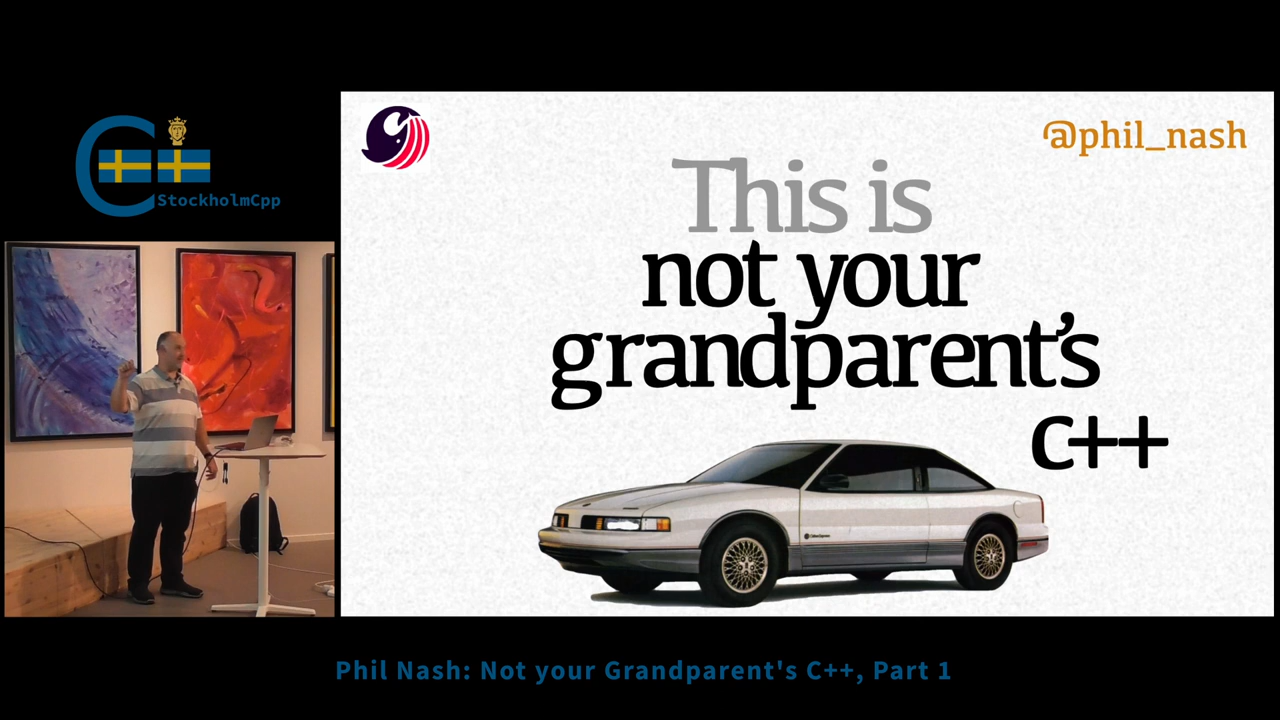 StockholmCpp
@phil_nash
This is
not your
grandparent's
c++
Phil Nash: Not your Grandparent's C++, Part 1